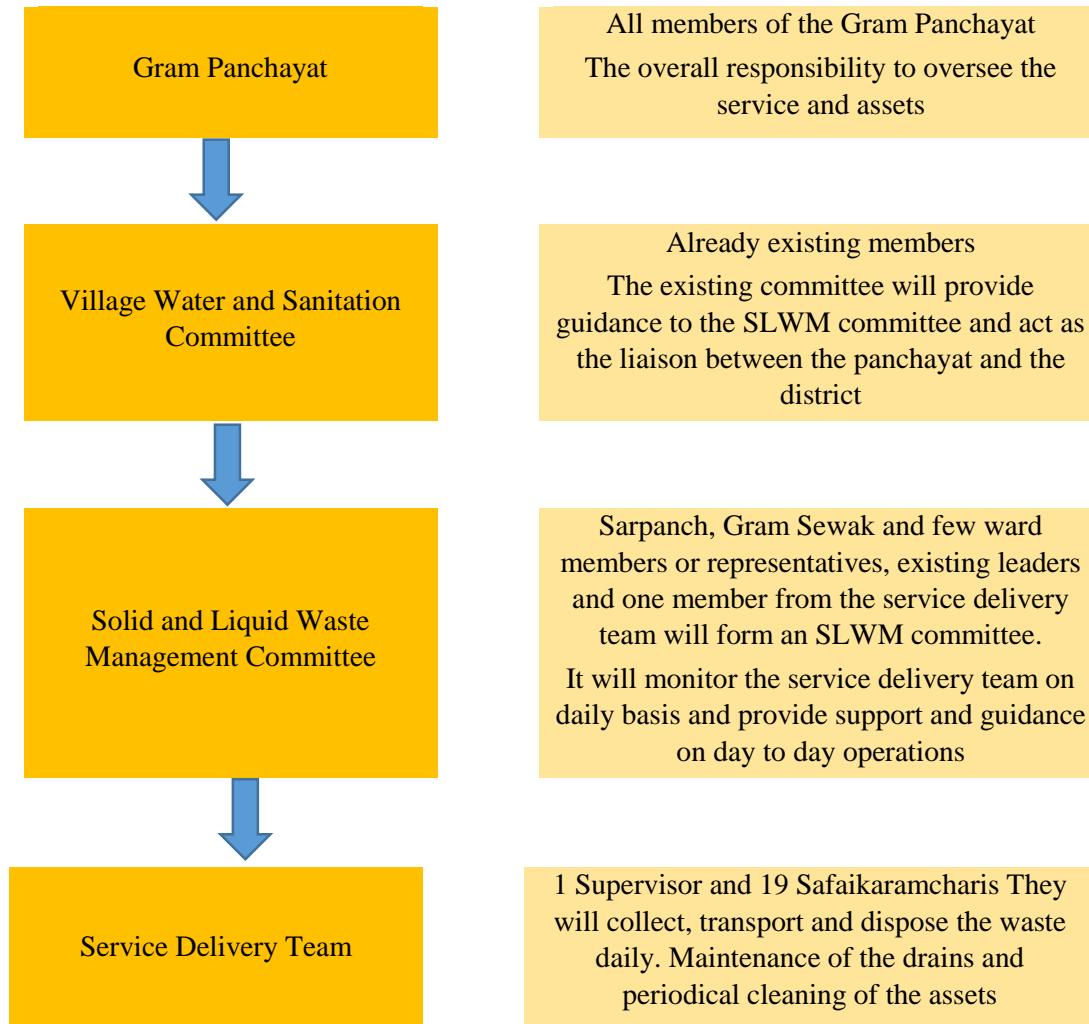 Gram Panchayat
All members of the Gram Panchayat
The overall responsibility to oversee the
service and assets
Village Water and Sanitation
Committee
Already existing members
The existing committee will provide
guidance to the SLWM committee and act as
the liaison between the panchayat and the
district
Solid and Liquid Waste
Management Committee
Sarpanch, Gram Sewak and few ward
members or representatives, existing leaders
and one member from the service delivery
team will form an SLWM committee.
It will monitor the service delivery team on
daily basis and provide support and guidance
on day to day operations
Service Delivery Team
1 Supervisor and 19 Safaikaramcharis They
will collect, transport and dispose the waste
daily. Maintenance of the drains and
periodical cleaning of the assets